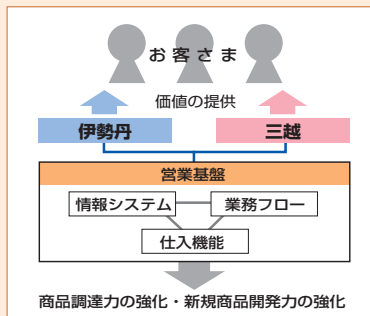 お客さま
価値の提供
伊勢丹 三越
営業基盤
情報システム 業務フロー
仕入機能
商品調達力の強化・新規商品開発力の強化